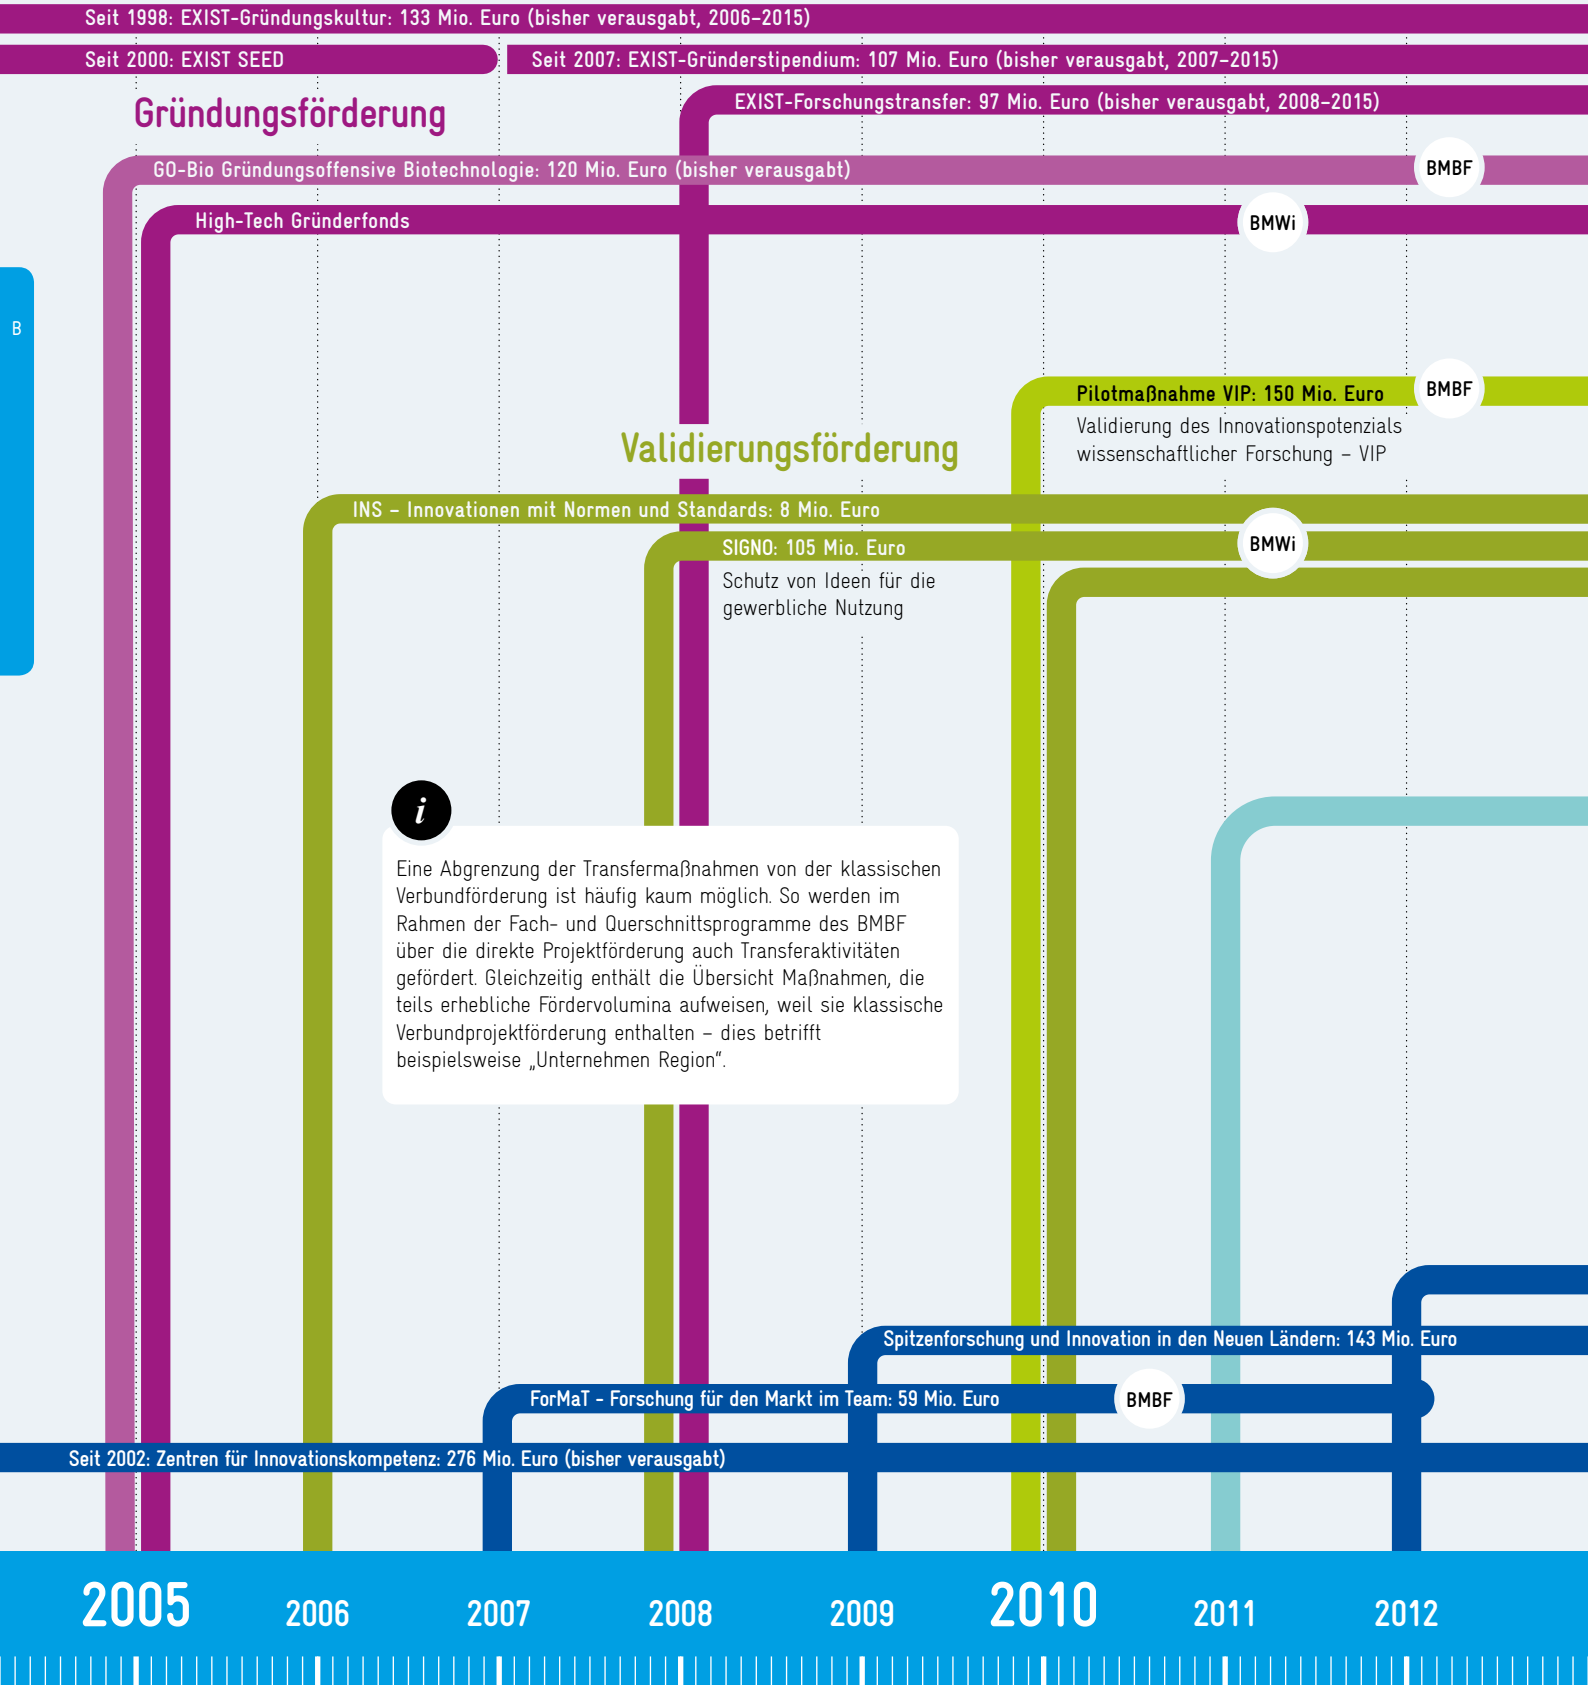 Seit 1998: EXIST-Gründungskultur: 133 Mio. Euro (bisher verausgabt, 2006–2015)
Seit 2000: EXIST SEED
Seit 2007: EXIST-Gründerstipendium: 107 Mio. Euro (bisher verausgabt, 2007–2015)
EXIST-Forschungstransfer: 97 Mio. Euro (bisher verausgabt, 2008–2015)
Gründungsförderung
GO-Bio Gründungsoffensive Biotechnologie: 120 Mio. Euro (bisher verausgabt)
BMBF
High-Tech Gründerfonds
BMWi
B
Pilotmaßnahme VIP: 150 Mio. Euro
BMBF
Validierung des Innovationspotenzials
wissenschaftlicher Forschung – VIP
Validierungsförderung
INS – Innovationen mit Normen und Standards: 8 Mio. Euro
SIGNO: 105 Mio. Euro
BMWi
Schutz von Ideen für die
gewerbliche Nutzung
i
Eine Abgrenzung der Transfermaßnahmen von der klassischen
Verbundförderung ist häufig kaum möglich. So werden im
Rahmen der Fach- und Querschnittsprogramme des BMBF
über die direkte Projektförderung auch Transferaktivitäten
gefördert. Gleichzeitig enthält die Übersicht Maßnahmen, die
teils erhebliche Fördervolumina aufweisen, weil sie klassische
Verbundprojektförderung enthalten – dies betrifft
beispielsweise „Unternehmen Region“.
Spitzenforschung und Innovation in den Neuen Ländern: 143 Mio. Euro
ForMaT - Forschung für den Markt im Team: 59 Mio. Euro
BMBF
Seit 2002: Zentren für Innovationskompetenz: 276 Mio. Euro (bisher verausgabt)
2005
2006
2007
2008
2009
2010
2011
2012